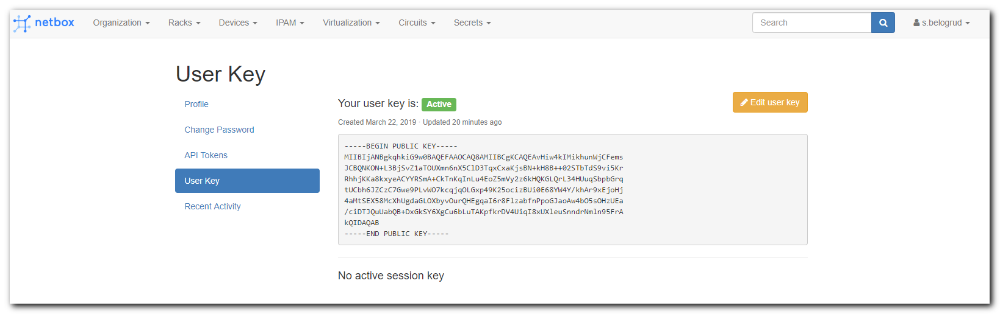 netbox Organization Racks Devices IPAM Virtualization Circuits Secrets Search s.belogrud
User Key
Profile
Change Password
API Tokens
User Key
Recent Activity
Your user key is: Active
Edit user key
Created March 22, 2019 · Updated 20 minutes ago
-----BEGIN PUBLIC KEY-----
MIIBIjANBgkqhkiG9w0BAQEFAAOCAQ8AMIIBCgKCAQEAvHiw4kIMikhunWjCFems
JCBQNKON+L3BjSvZ1aTOUXmn6nX5ClD3TqxCxaKjsBN+kH8B++02STbTdS9vi5Kr
RhhjKKa8kxyeACYYRSmA+CkTnKqInLu4EoZ5mVy2z6kHQKGLQrL34HUuqSbpbGrq
tUCbh6JZCzC7Gwe9PLvWO7kcqjqOLGxp49K25ocizBUi0E68YW4Y/khAr9xEjoHj
4aMtSEX58McXhUgdaGLOXbyvOurQHEgqaI6r8FlzabfnPpoGJaoAw4bO5sOHzUEa
/ciDTJQuUabQB+DxGkSY6XgCu6bLuTAKpfkrDV4UiqI8xUXleuSnndrNmln95FrA
kQIDAQAB
-----END PUBLIC KEY-----
No active session key